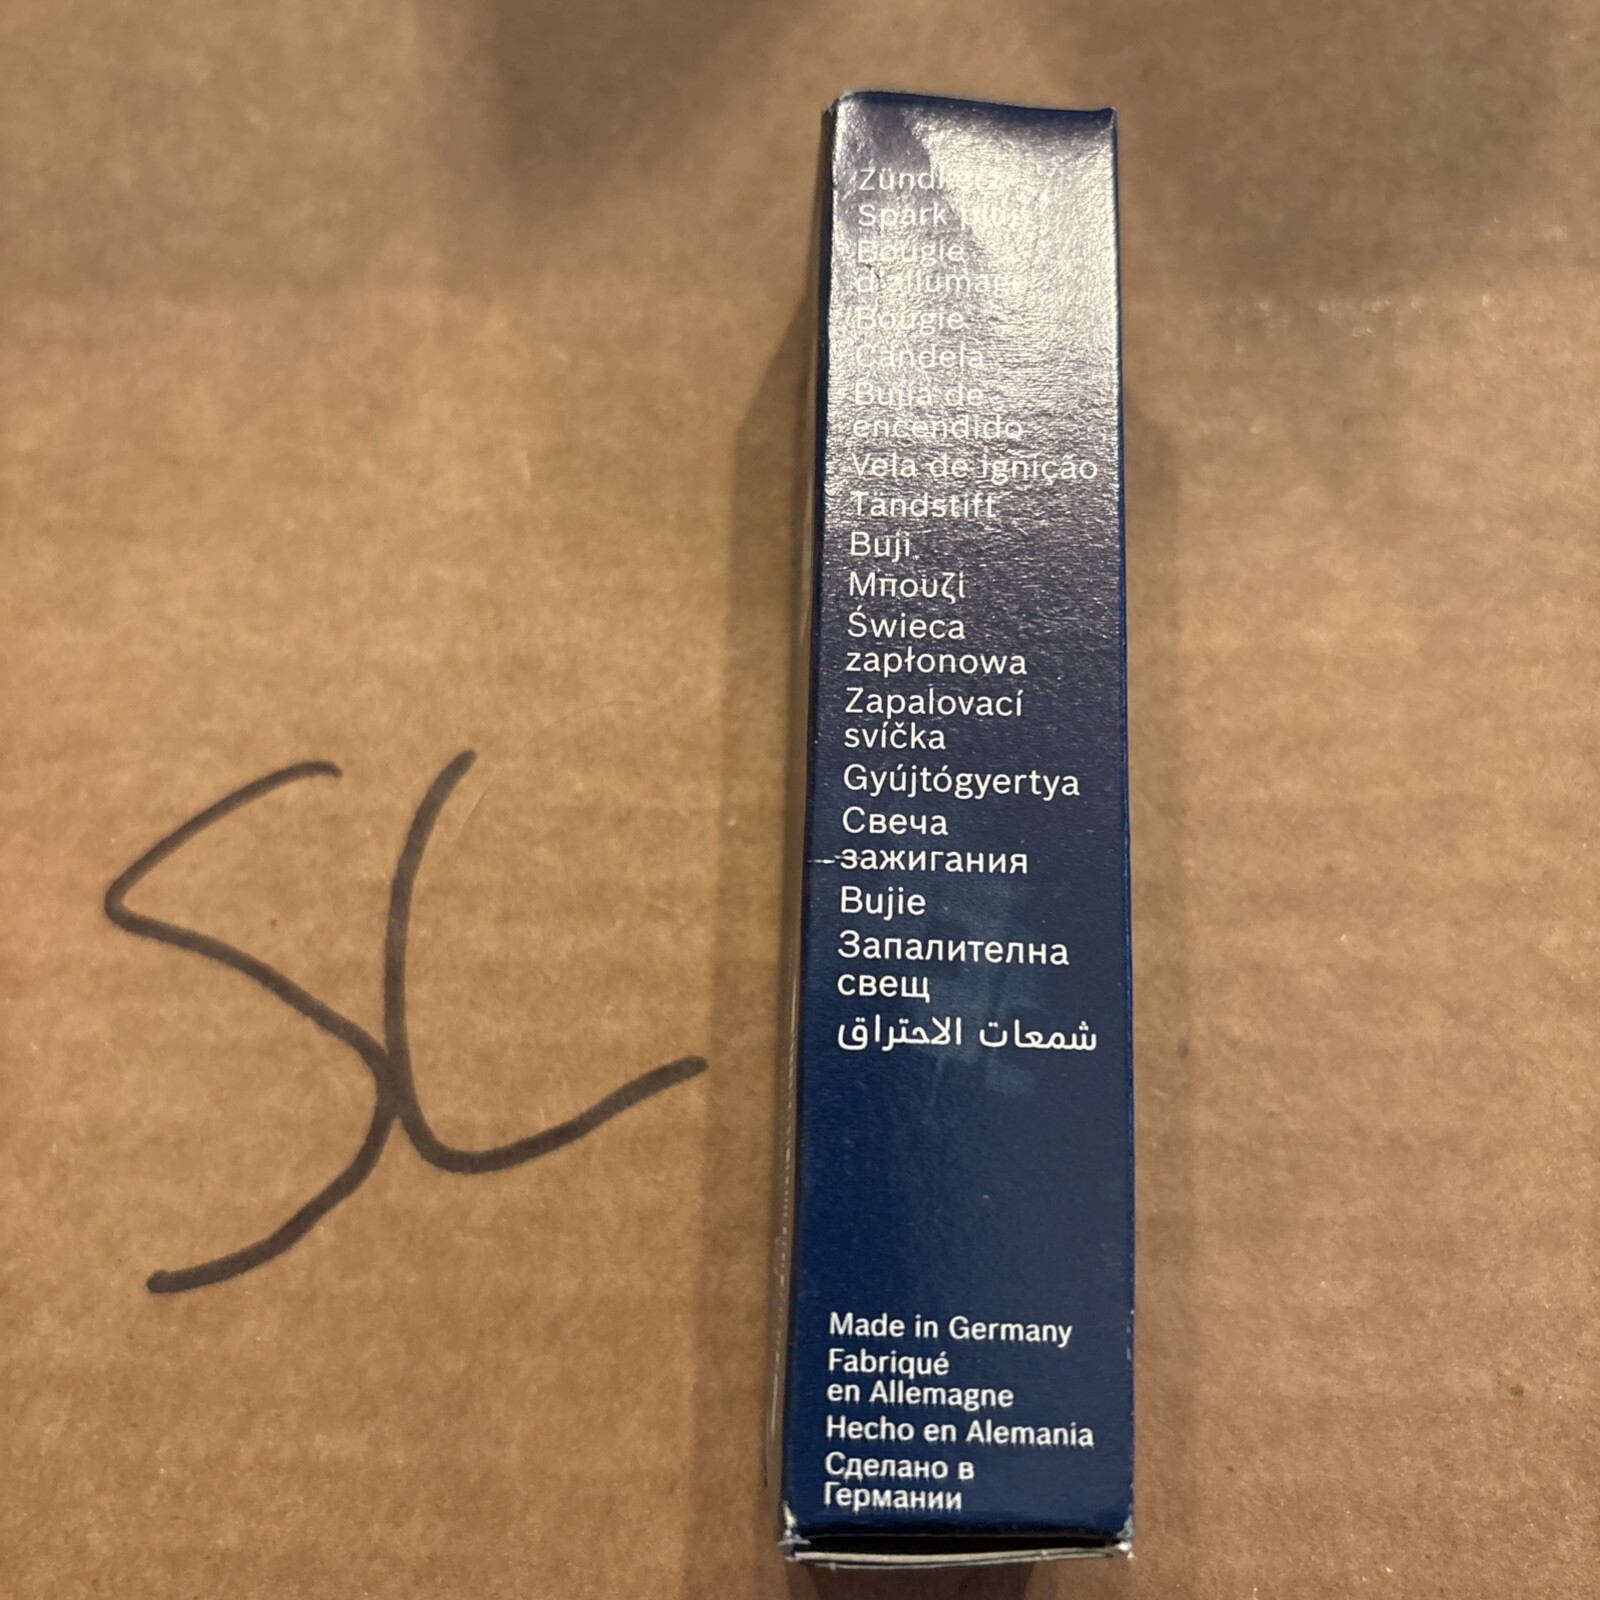 SL
Spark
Bougie
d'allumage
Bougie
Candela
Bujía de
encendido
Vela de ignição
Tändstift
Buji
Μπουζί
Świeca
zapłonowa
Zapalovací
svíčka
Gyújtógyertya
Свеча
зажигания
Bujie
Запалителна
свещ
شمعات الاحتراق
Made in Germany
Fabriqué
en Allemagne
Hecho en Alemania
Сделано в
Германии